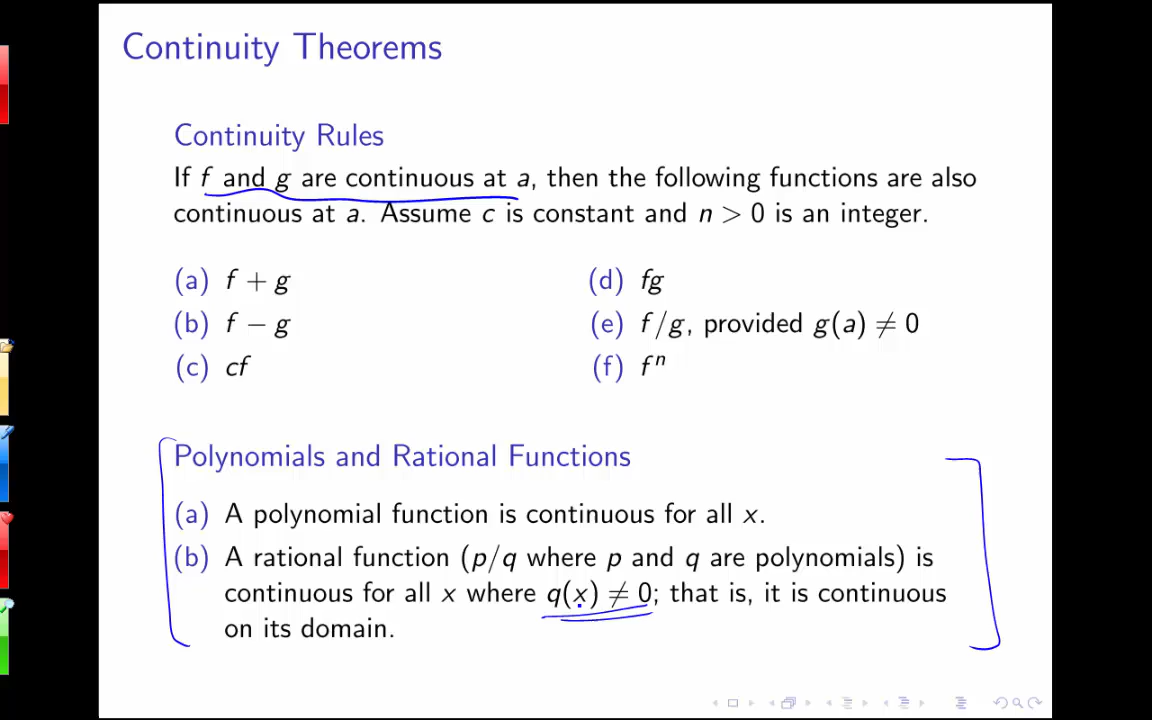 Continuity Theorems
Continuity Rules
If f and g are continuous at a, then the following functions are also
continuous at a. Assume c is constant and n > 0 is an integer.
(a) f + g
(b) f − g
(c) cf
(d) fg
(e) f/g, provided g(a) ≠ 0
(f) fⁿ
Polynomials and Rational Functions
(a) A polynomial function is continuous for all x.
(b) A rational function (p/q where p and q are polynomials) is
continuous for all x where q(x) ≠ 0; that is, it is continuous
on its domain.